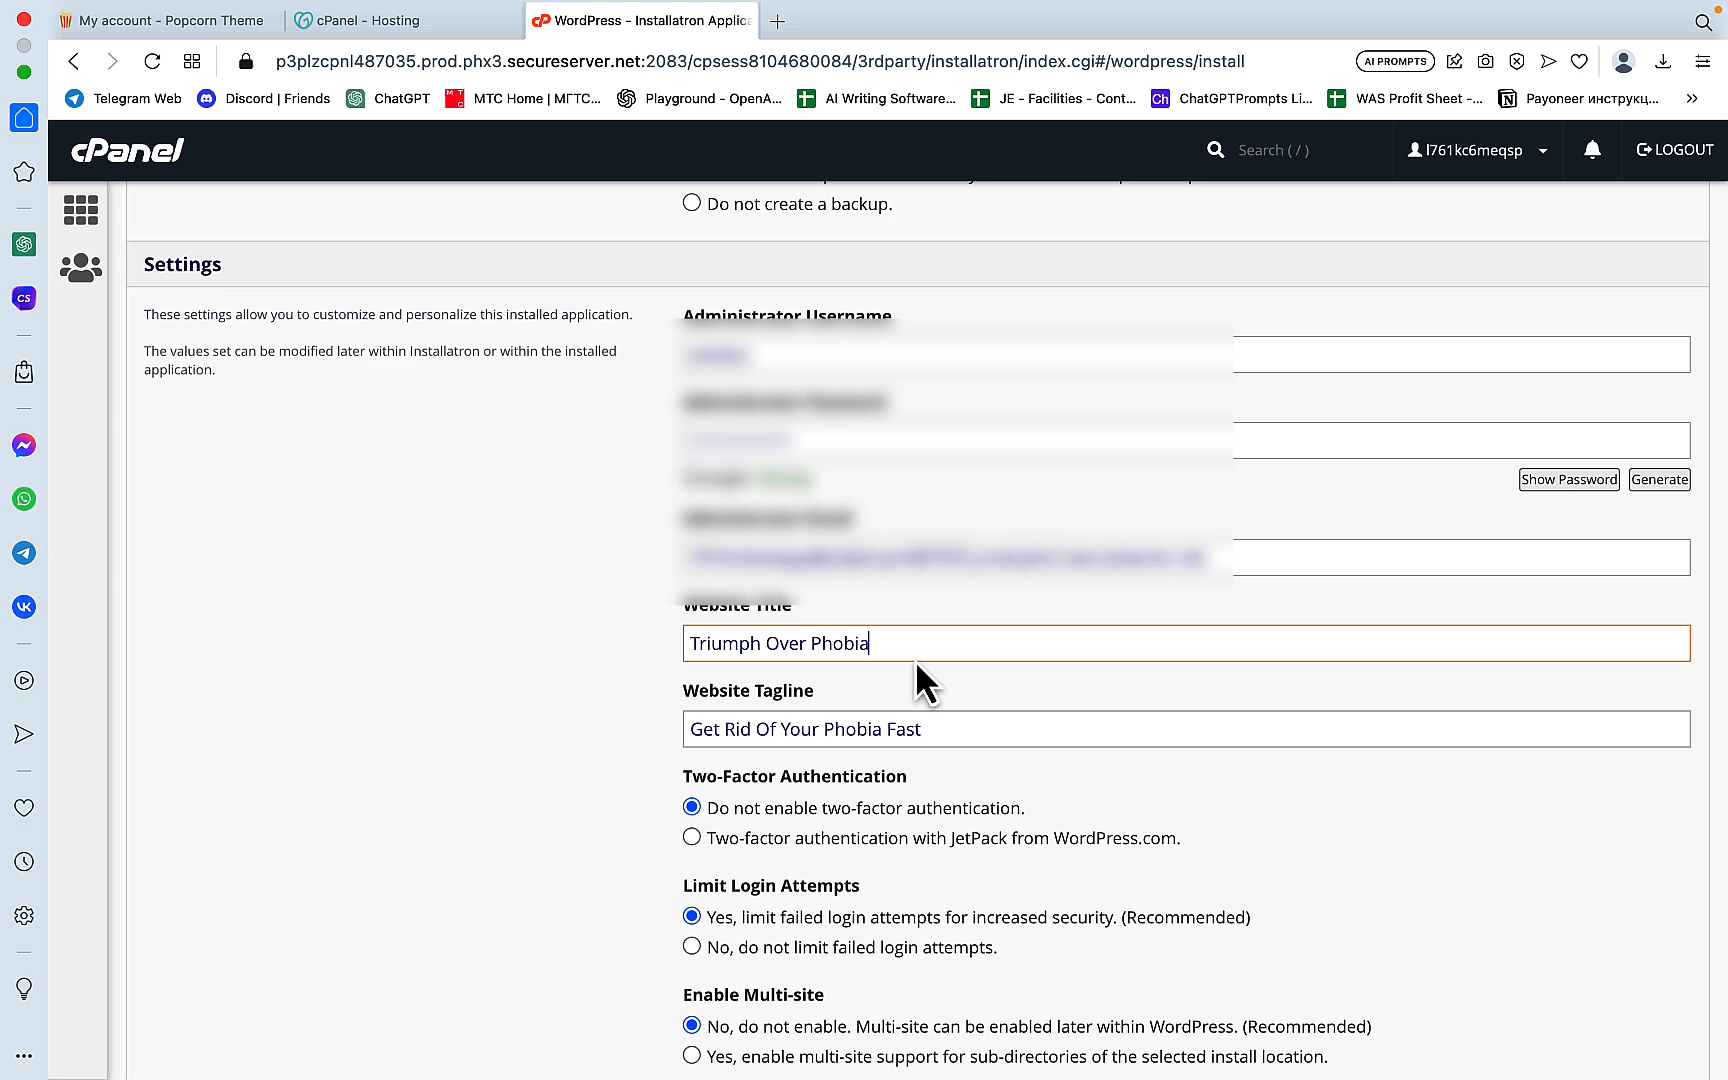 My account - Popcorn Theme
cPanel - Hosting
WordPress - Installatron Applica
p3plzcpnl487035.prod.phx3.secureserver.net:2083/cpsess8104680084/3rdparty/installatron/index.cgi#/wordpress/install
AI PROMPTS
Telegram Web
Discord | Friends
ChatGPT
MTC Home | МГТС...
Playground - OpenA...
AI Writing Software...
JE - Facilities - Cont...
Ch
ChatGPTPrompts Li...
WAS Profit Sheet -...
Payoneer инструкц...
cPanel
Search ( / )
l761kc6meqsp
LOGOUT
Do not create a backup.
CS
Settings
These settings allow you to customize and personalize this installed application.
The values set can be modified later within Installatron or within the installed
application.
Administrator Username
Show Password
Generate
Website Title
Triumph Over Phobia
Website Tagline
Get Rid Of Your Phobia Fast
Two-Factor Authentication
Do not enable two-factor authentication.
Two-factor authentication with JetPack from WordPress.com.
Limit Login Attempts
Yes, limit failed login attempts for increased security. (Recommended)
No, do not limit failed login attempts.
Enable Multi-site
No, do not enable. Multi-site can be enabled later within WordPress. (Recommended)
Yes, enable multi-site support for sub-directories of the selected install location.